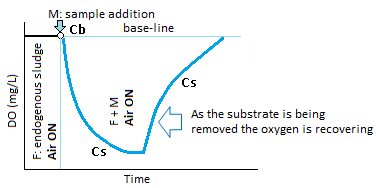 M: sample addition
Cb
base-line
DO (mg/L)
F: endogenous sludge
Air ON
F + M
Air ON
Cs
Cs
As the substrate is being
removed the oxygen is recovering
Time